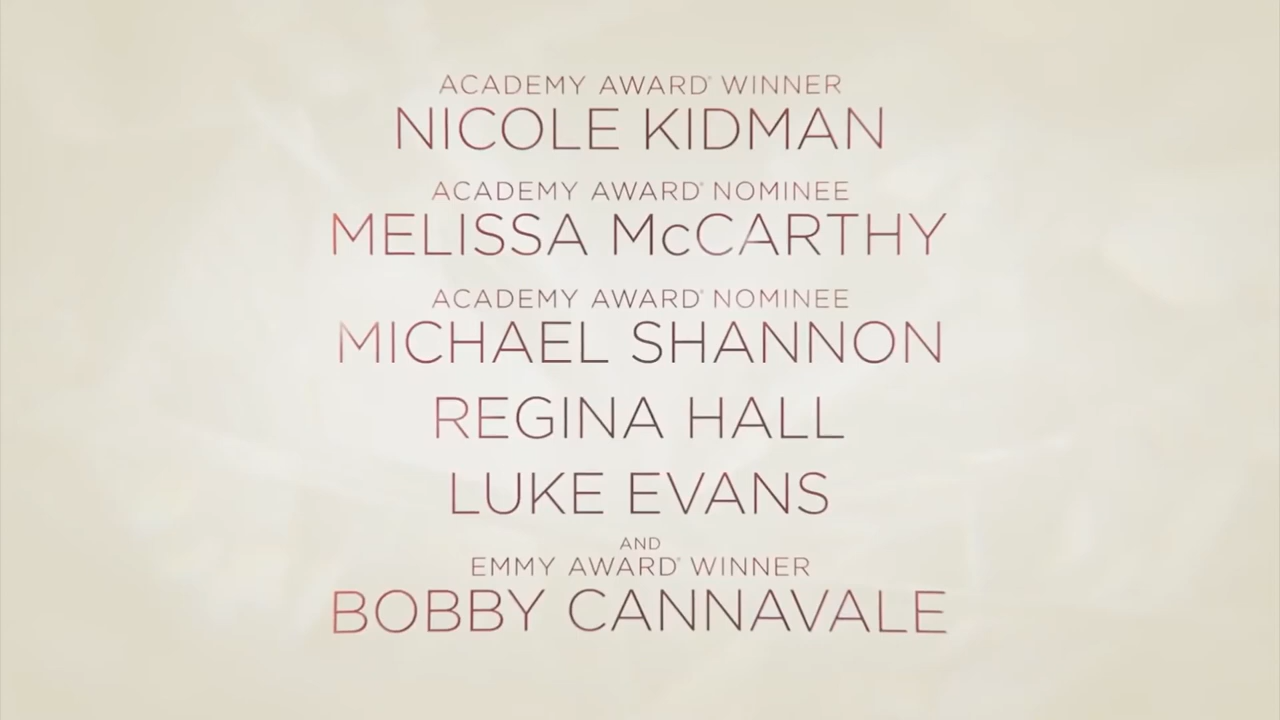 ACADEMY AWARD® WINNER
NICOLE KIDMAN
ACADEMY AWARD® NOMINEE
MELISSA McCARTHY
ACADEMY AWARD® NOMINEE
MICHAEL SHANNON
REGINA HALL
LUKE EVANS
AND
EMMY AWARD® WINNER
BOBBY CANNAVALE